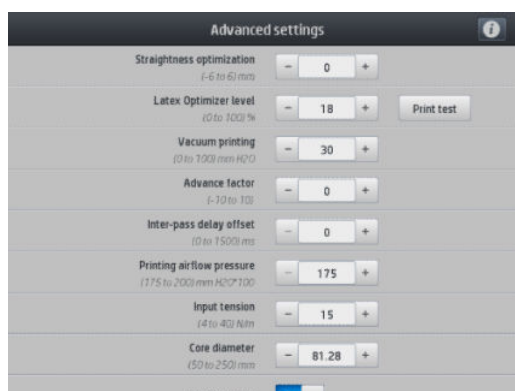 Advanced settings
i
Straightness optimization
(-6 to 6) mm
- 0 +
Latex Optimizer level
(0 to 100) %
- 18 + Print test
Vacuum printing
(0 to 100) mm H2O
- 30 +
Advance factor
(-10 to 10)
- 0 +
Inter-pass delay offset
(0 to 1500) ms
- 0 +
Printing airflow pressure
(175 to 200) mm H2O*100
- 175 +
Input tension
(4 to 40) N/m
- 15 +
Core diameter
(50 to 250) mm
- 81.28 +